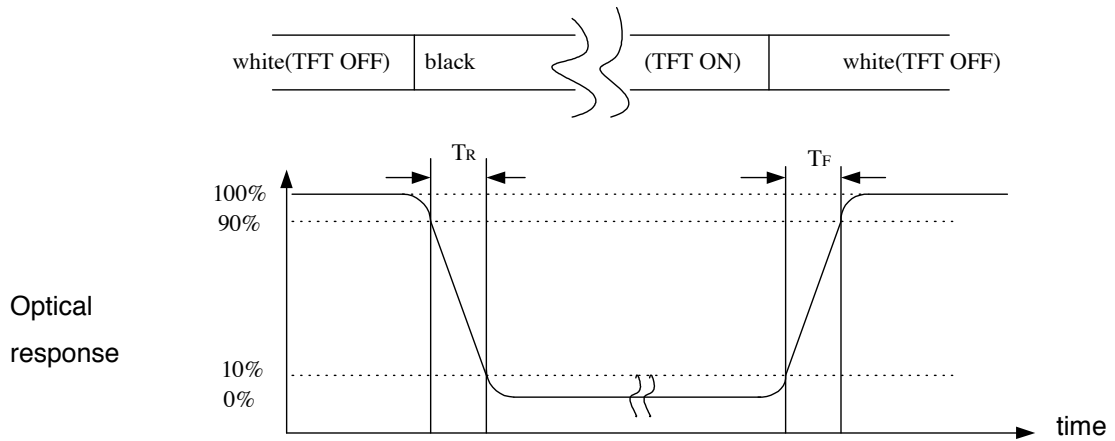 white(TFT OFF) black (TFT ON) white(TFT OFF)
TR TF
100%
90%
Optical
response
10%
0%
time